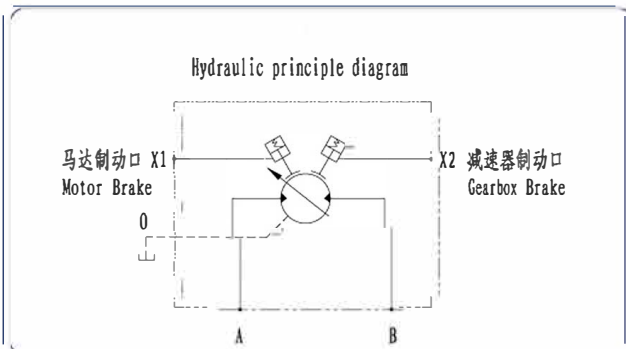 Hydraulic principle diagram
马达制动口 X1
Motor Brake
X2 减速器制动口
Gearbox Brake
O
A
B